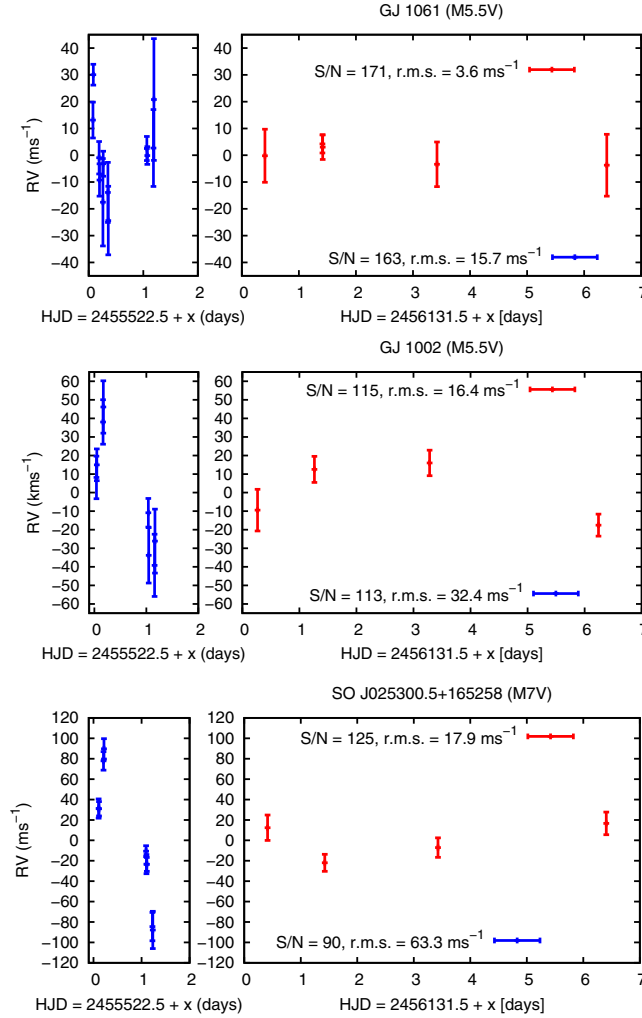 GJ 1061 (M5.5V)
40
30
20
10
0
−10
−20
−30
−40
RV (ms−1)
S/N = 171, r.m.s. = 3.6 ms−1
S/N = 163, r.m.s. = 15.7 ms−1
0 1 2 0 1 2 3 4 5 6 7
HJD = 2455522.5 + x (days) HJD = 2456131.5 + x [days]
GJ 1002 (M5.5V)
60
50
40
30
20
10
0
−10
−20
−30
−40
−50
−60
RV (kms−1)
S/N = 115, r.m.s. = 16.4 ms−1
S/N = 113, r.m.s. = 32.4 ms−1
0 1 2 0 1 2 3 4 5 6 7
HJD = 2455522.5 + x (days) HJD = 2456131.5 + x [days]
SO J025300.5+165258 (M7V)
120
100
80
60
40
20
0
−20
−40
−60
−80
−100
−120
RV (ms−1)
S/N = 125, r.m.s. = 17.9 ms−1
S/N = 90, r.m.s. = 63.3 ms−1
0 1 2 0 1 2 3 4 5 6 7
HJD = 2455522.5 + x (days) HJD = 2456131.5 + x [days]